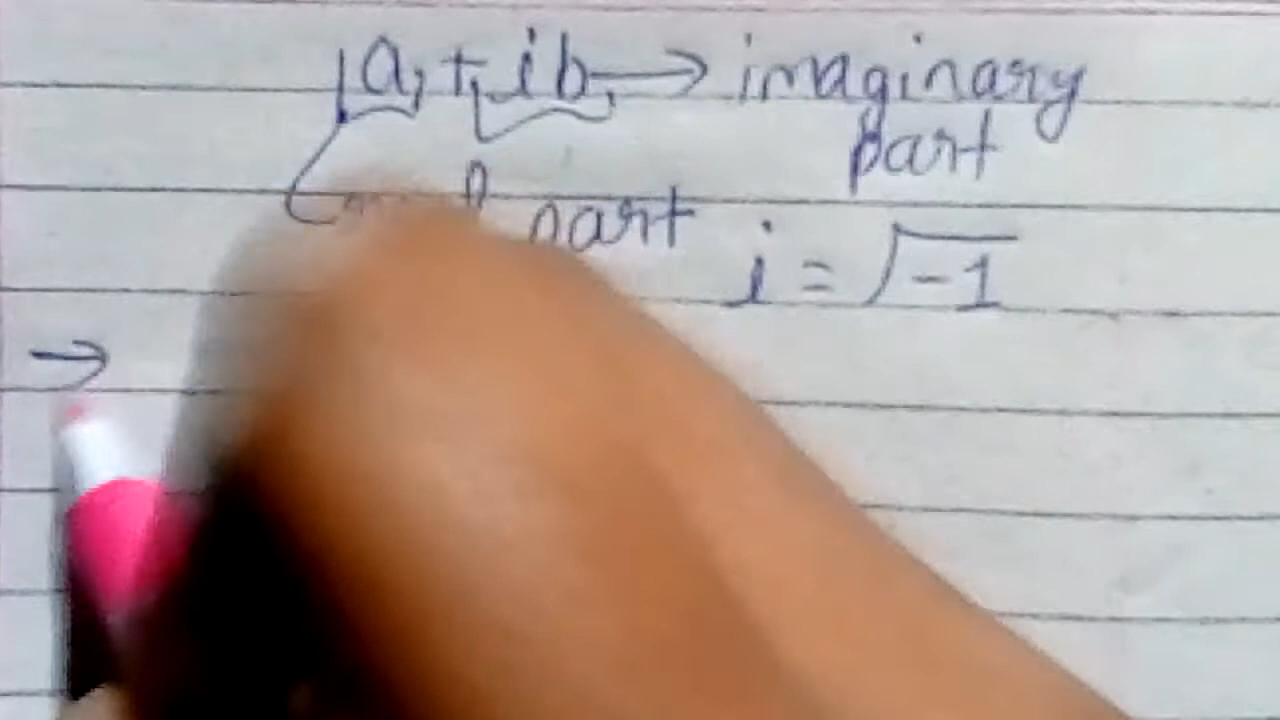 a + ib → imaginary
part
part i = √-1
→